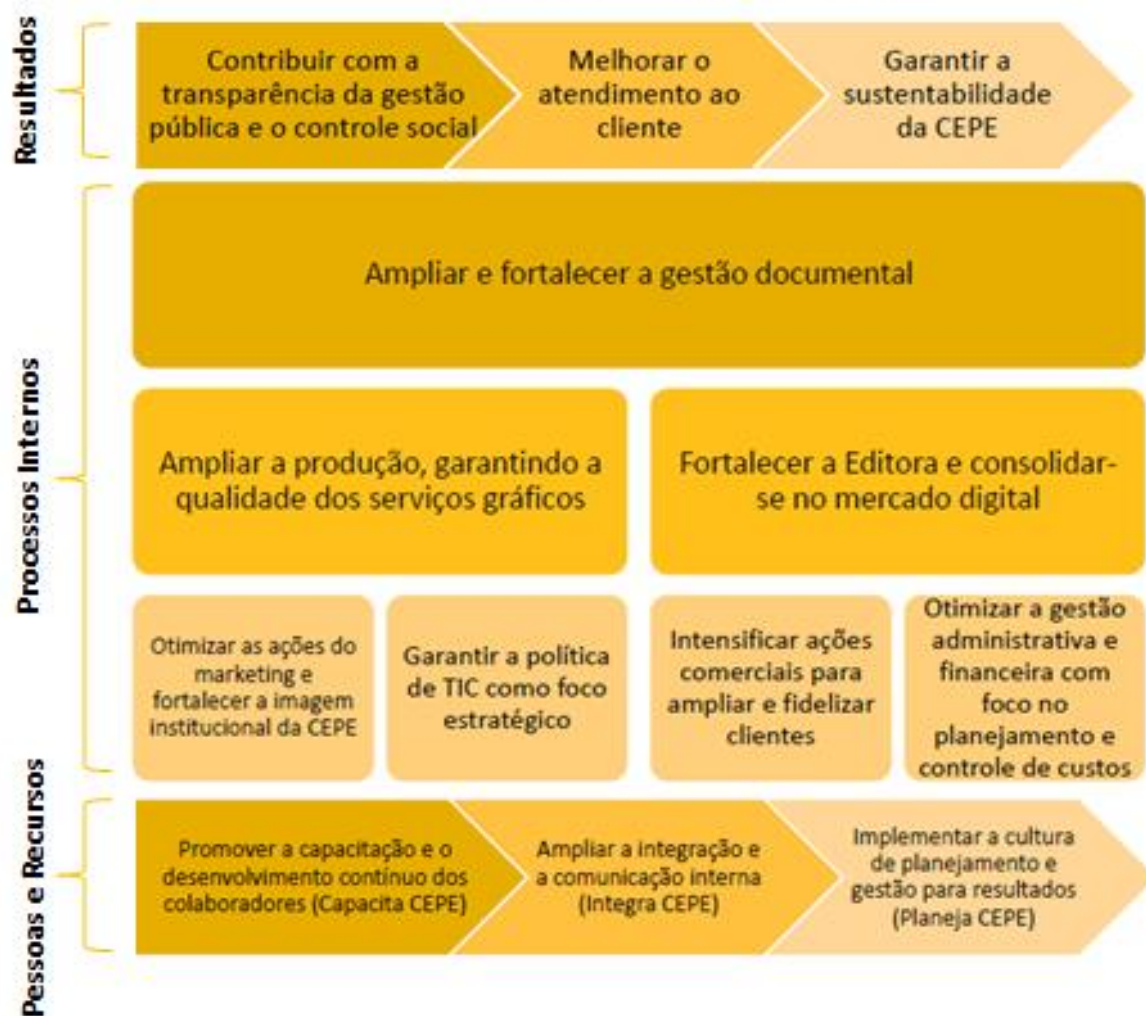 Resultados
Contribuir com a
transparência da gestão
pública e o controle social
Melhorar o
atendimento ao
cliente
Garantir a
sustentabilidade
da CEPE
Processos Internos
Ampliar e fortalecer a gestão documental
Ampliar a produção, garantindo a
qualidade dos serviços gráficos
Fortalecer a Editora e consolidar-
se no mercado digital
Otimizar as ações do
marketing e
fortalecer a imagem
institucional da CEPE
Garantir a política
de TIC como foco
estratégico
Intensificar ações
comerciais para
ampliar e fidelizar
clientes
Otimizar a gestão
administrativa e
financeira com
foco no
planejamento e
controle de custos
Pessoas e Recursos
Promover a capacitação e o
desenvolvimento contínuo dos
colaboradores (Capacita CEPE)
Ampliar a integração e
a comunicação interna
(Integra CEPE)
Implementar a cultura
de planejamento e
gestão para resultados
(Planeja CEPE)